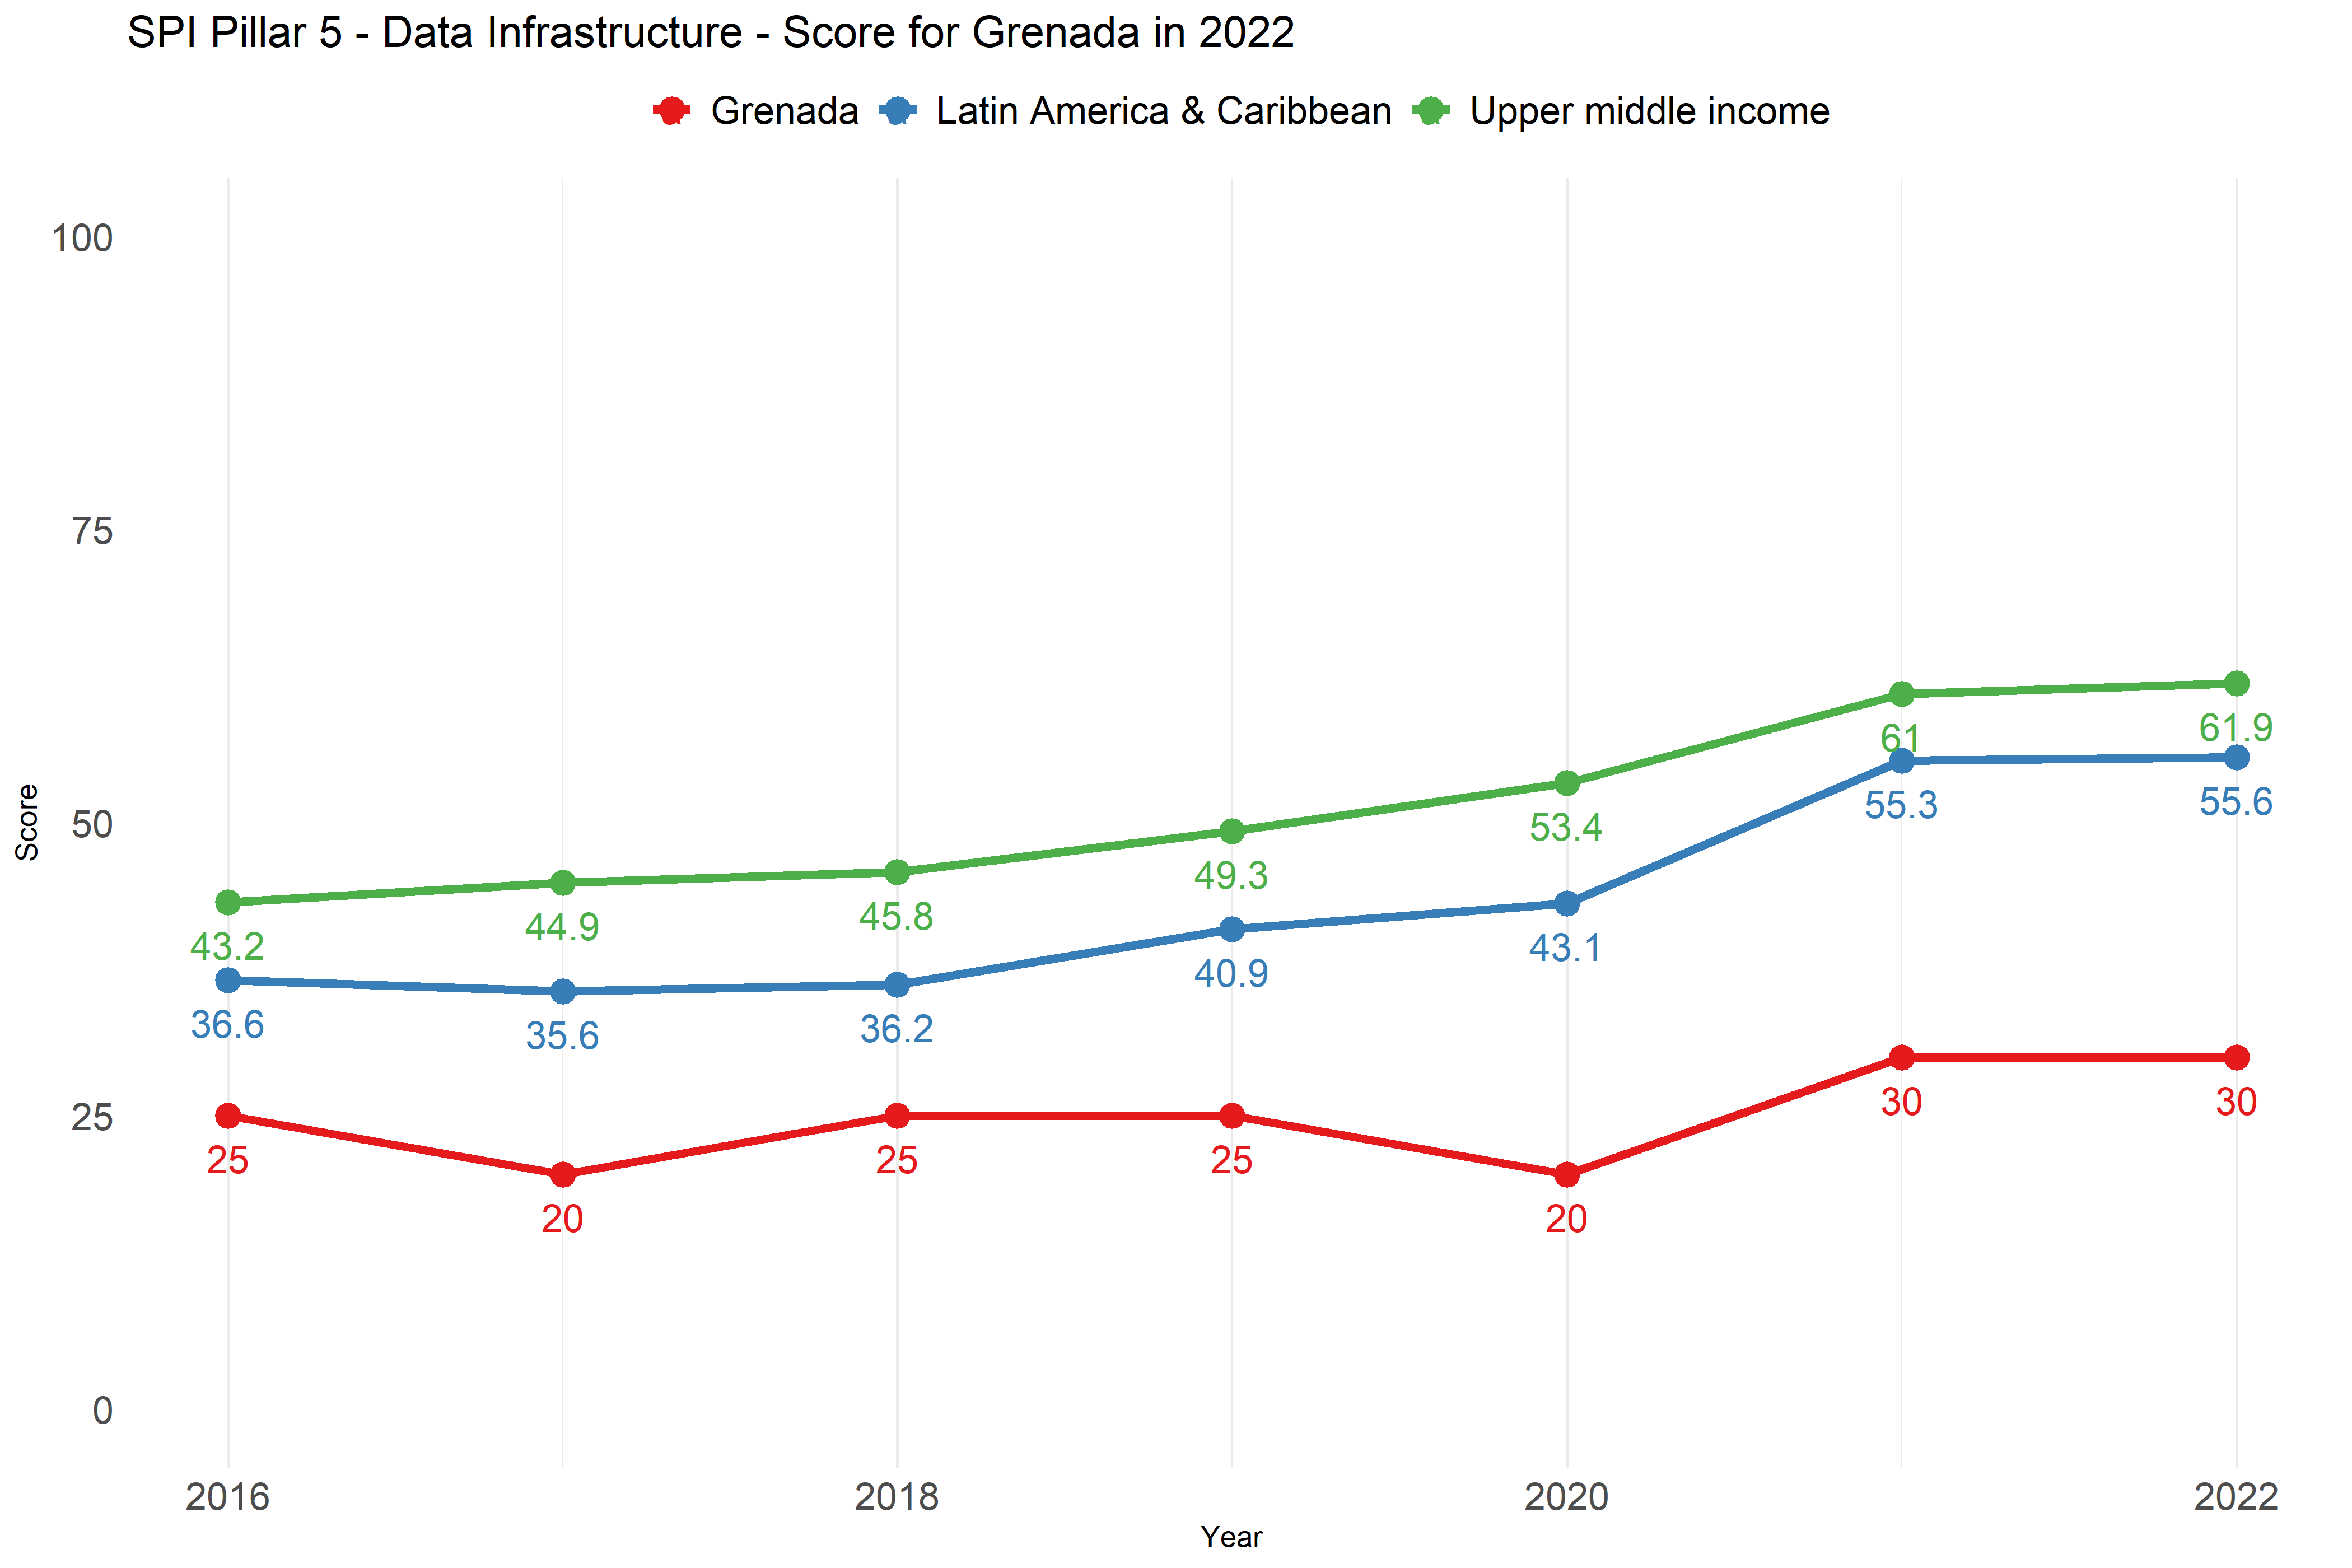 SPI Pillar 5 - Data Infrastructure - Score for Grenada in 2022
Grenada Latin America & Caribbean Upper middle income
100
75
50
25
0
Score
43.2 44.9 45.8 49.3 53.4 61 61.9
36.6 35.6 36.2 40.9 43.1 55.3 55.6
25 20 25 25 20 30 30
2016 2018 2020 2022
Year